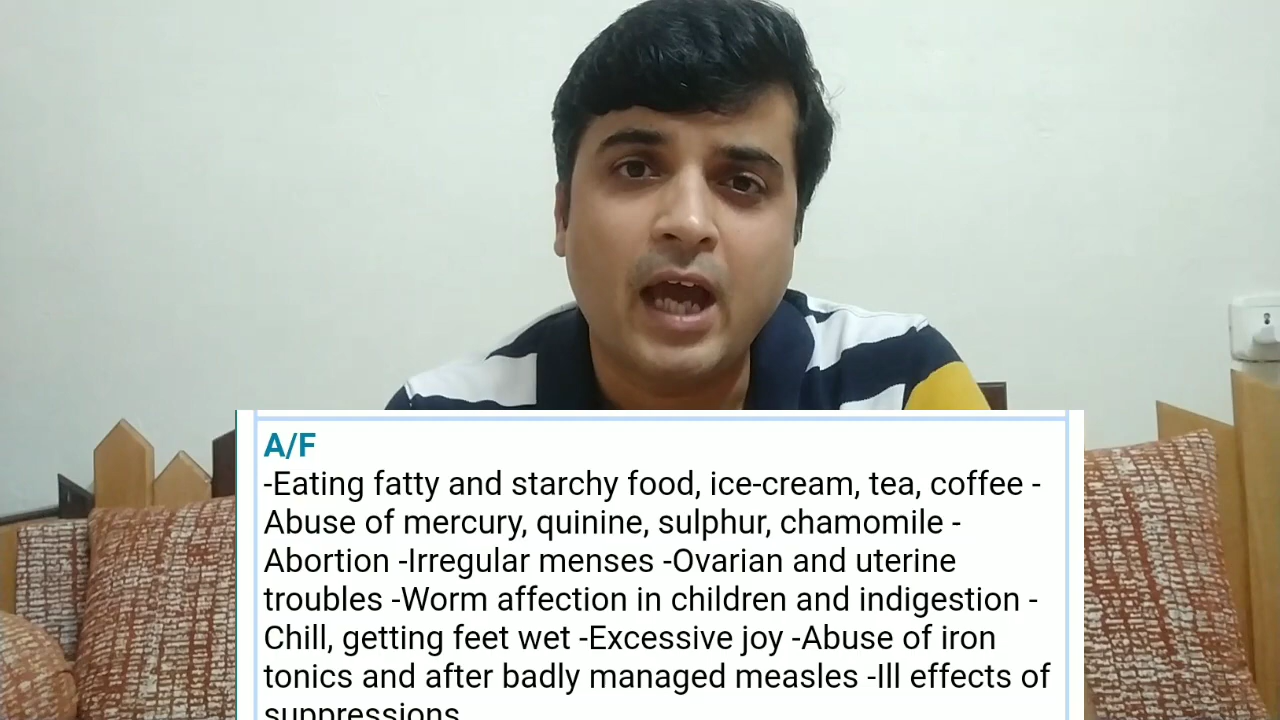 A/F
-Eating fatty and starchy food, ice-cream, tea, coffee -
Abuse of mercury, quinine, sulphur, chamomile -
Abortion -Irregular menses -Ovarian and uterine
troubles -Worm affection in children and indigestion -
Chill, getting feet wet -Excessive joy -Abuse of iron
tonics and after badly managed measles -Ill effects of
suppressions